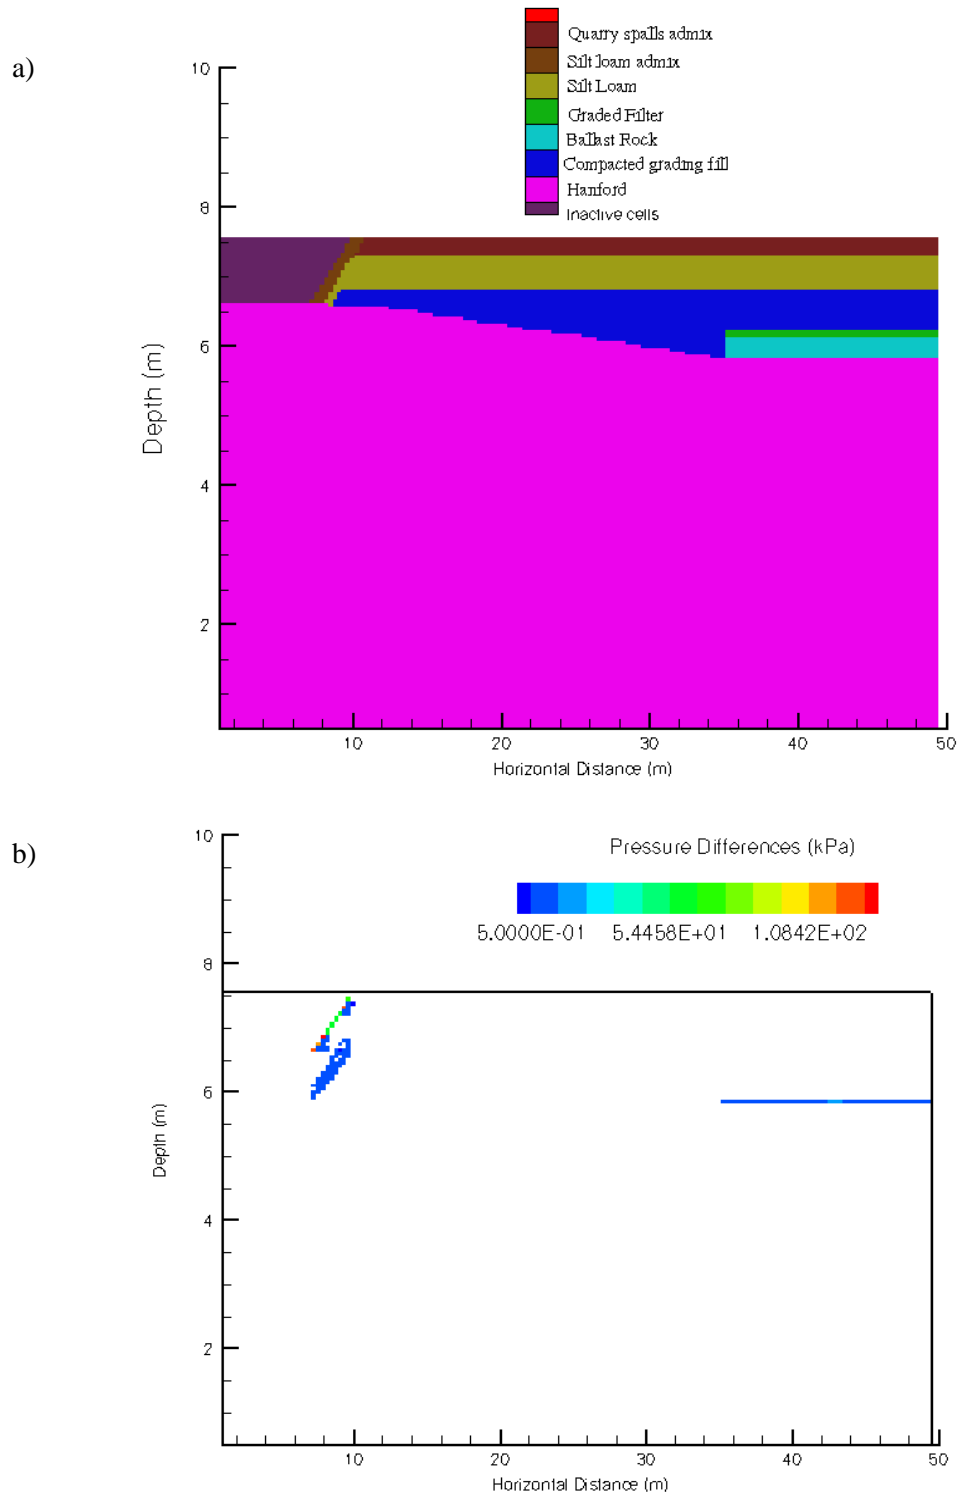 a)
Quarry spalls admix
Silt loam admix
Silt Loam
Graded Filter
Ballast Rock
Compacted grading fill
Hanford
Inactive cells
10
8
6
4
2
Depth (m)
10
20
30
40
50
Horizontal Distance (m)
b)
Pressure Differences (kPa)
5.0000E-01 5.4458E+01 1.0842E+02
10
8
6
4
2
Depth (m)
10
20
30
40
50
Horizontal Distance (m)